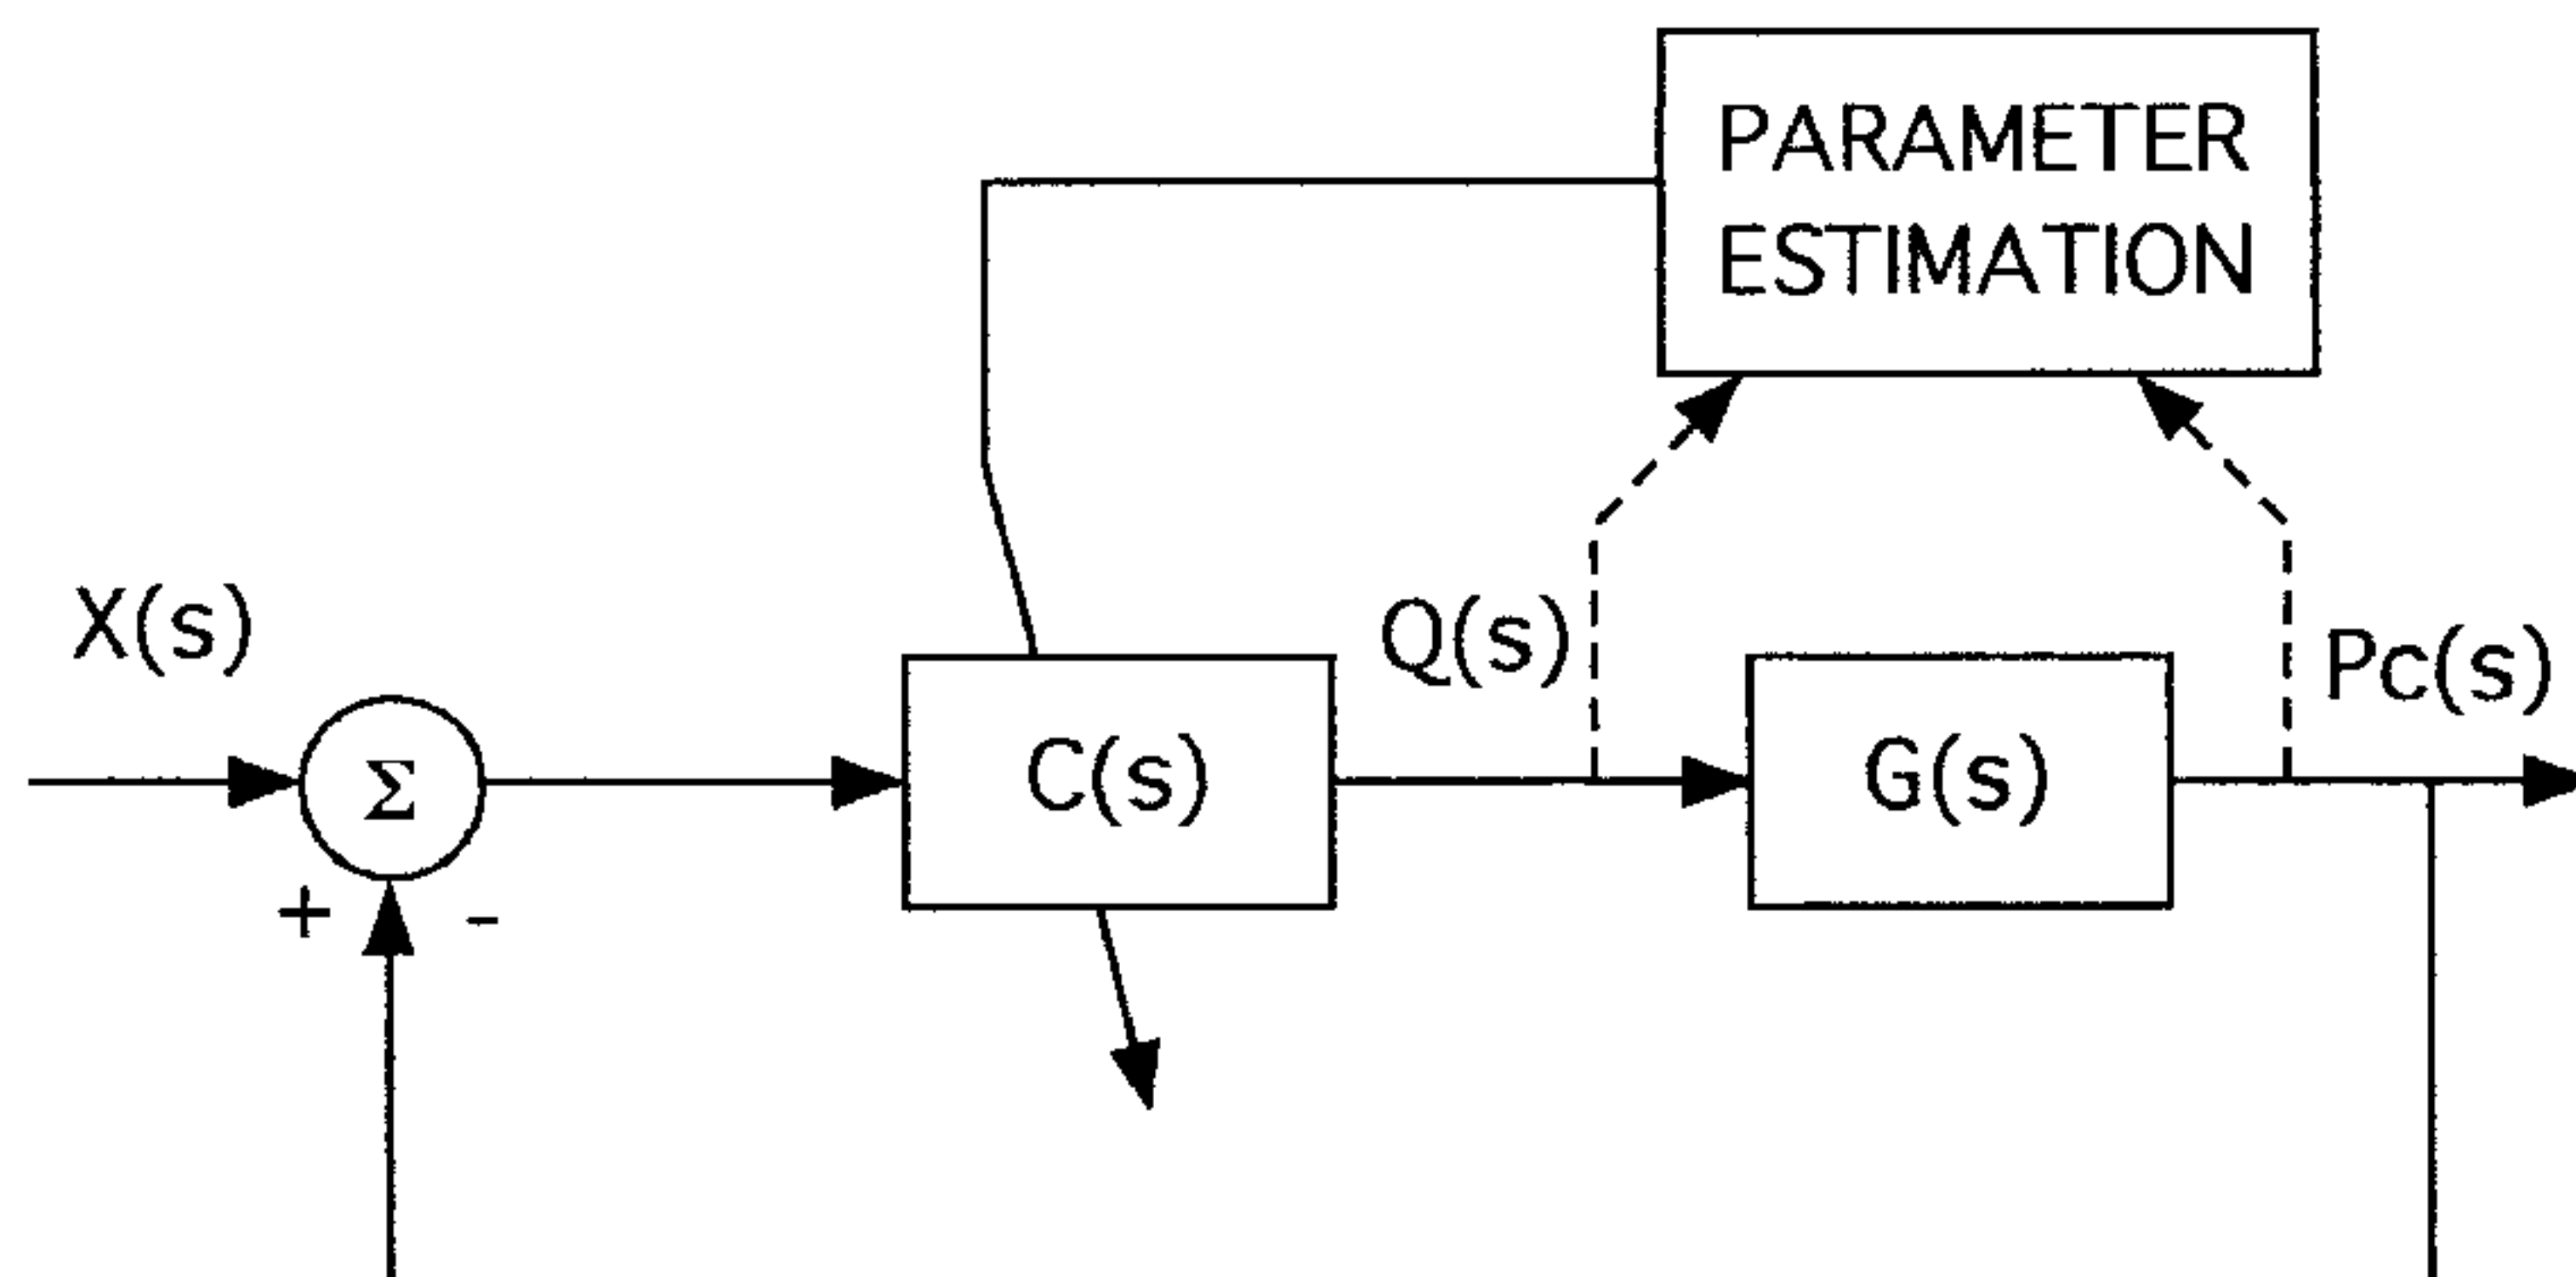 PARAMETER
ESTIMATION
X(s)
Q(s)
Pc(s)
Σ
C(s)
G(s)
+ -